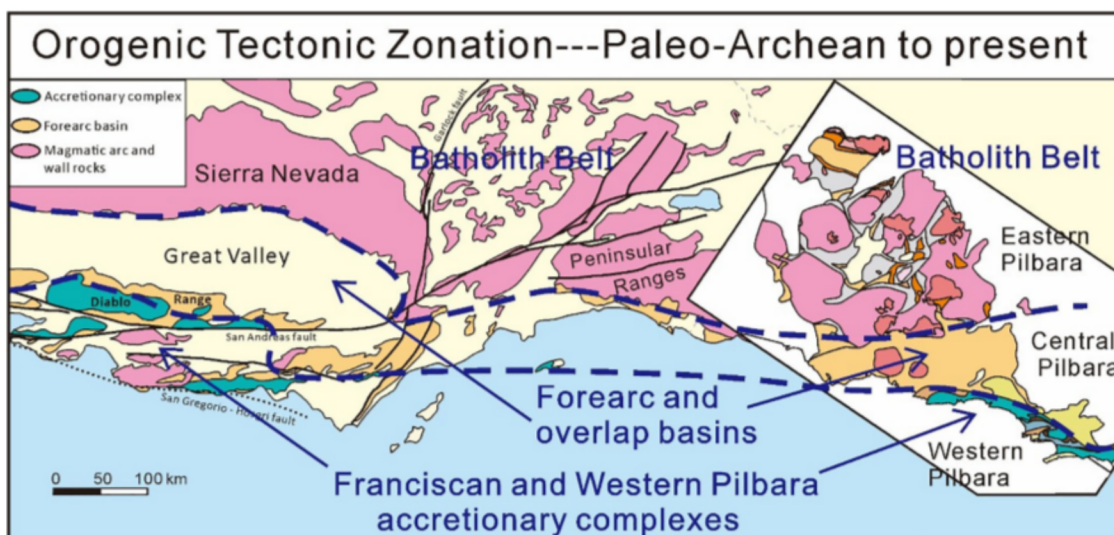 Orogenic Tectonic Zonation---Paleo-Archean to present
Accretionary complex
Forearc basin
Magmatic arc and
wall rocks
Sierra Nevada
Garlock fault
Batholith Belt
Batholith Belt
Great Valley
Peninsular
Ranges
Eastern
Pilbara
Diablo
Range
San Andreas fault
Central
Pilbara
San Gregorio - Hosgri fault
Forearc and
overlap basins
Western
Pilbara
0 50 100 km
Franciscan and Western Pilbara
accretionary complexes